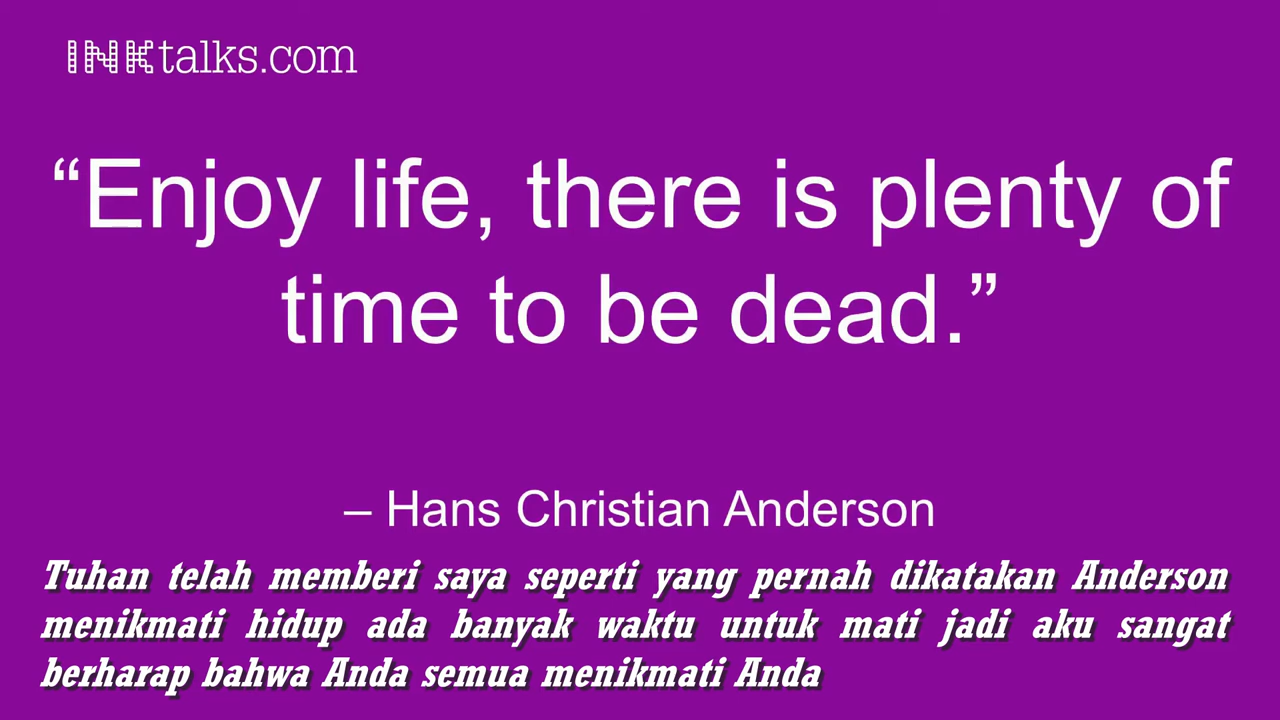 INKtalks.com
“Enjoy life, there is plenty of
time to be dead.”
– Hans Christian Anderson
Tuhan telah memberi saya seperti yang pernah dikatakan Anderson
menikmati hidup ada banyak waktu untuk mati jadi aku sangat
berharap bahwa Anda semua menikmati Anda